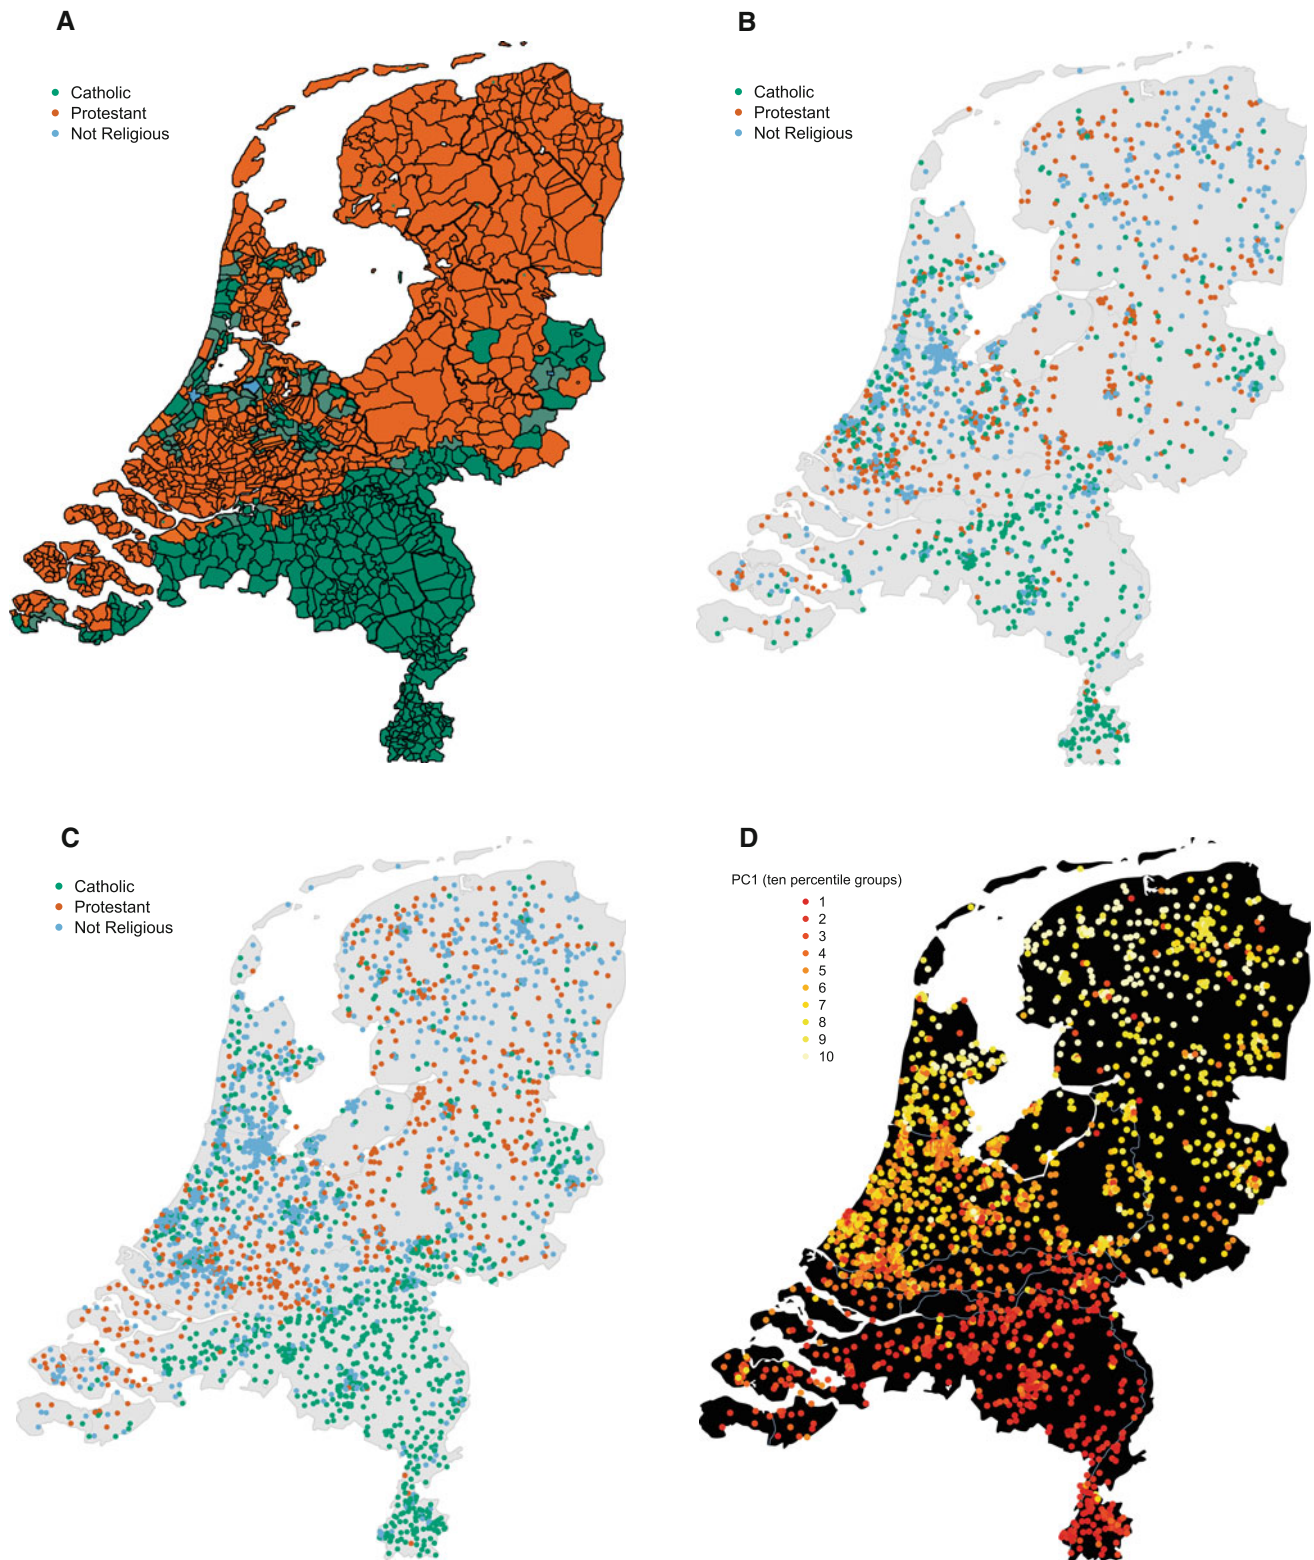 A
Catholic
Protestant
Not Religious
B
Catholic
Protestant
Not Religious
C
Catholic
Protestant
Not Religious
D
PC1 (ten percentile groups)
1
2
3
4
5
6
7
8
9
10